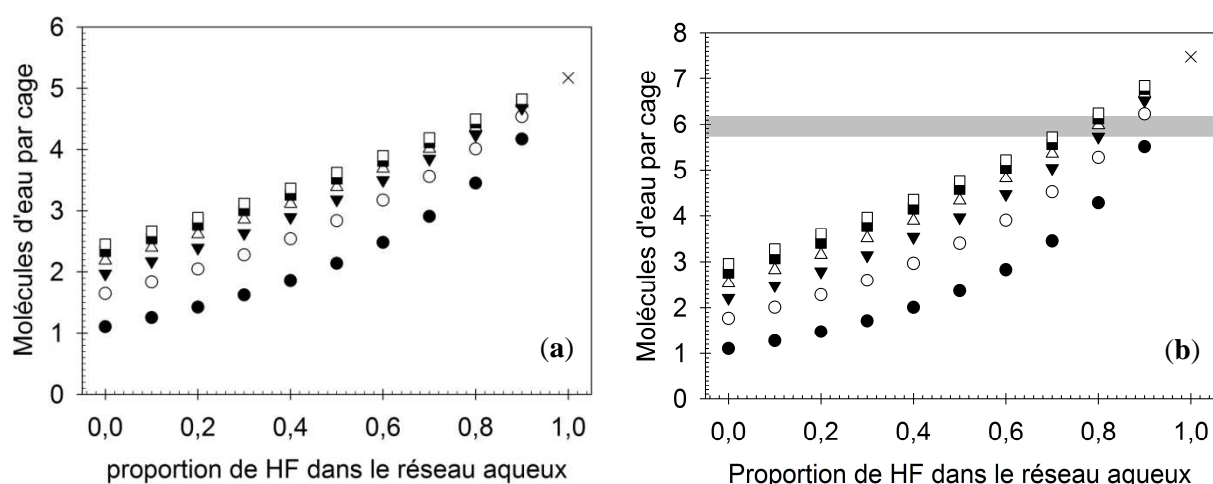 6
5
4
3
2
1
0
Molécules d'eau par cage
(a)
0,0 0,2 0,4 0,6 0,8 1,0
proportion de HF dans le réseau aqueux
8
7
6
5
4
3
2
1
0
Molécules d'eau par cage
(b)
0,0 0,2 0,4 0,6 0,8 1,0
Proportion de HF dans le réseau aqueux